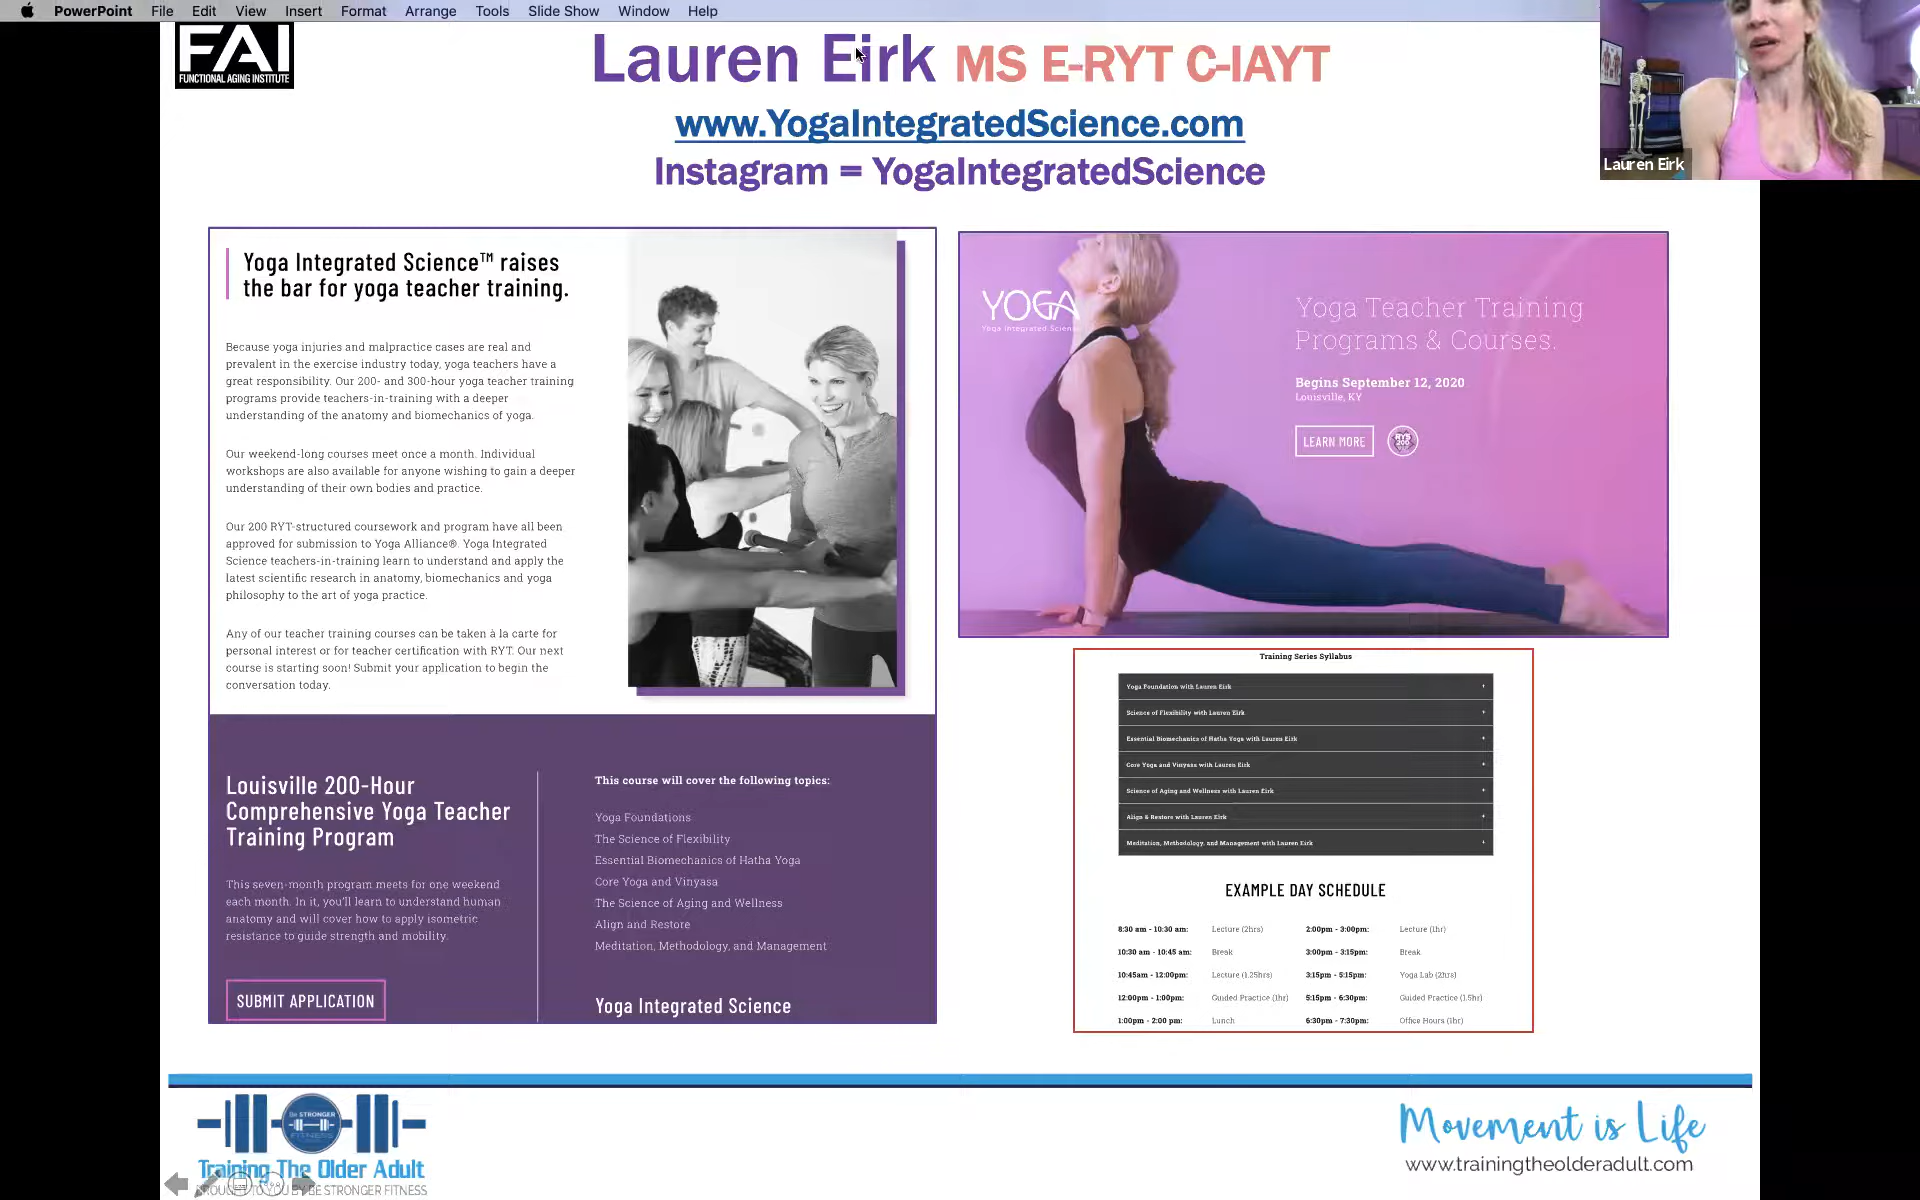 PowerPoint File Edit View Insert Format Arrange Tools Slide Show Window Help
FAI
FUNCTIONAL AGING INSTITUTE
Lauren Eirk MS E-RYT C-IAYT
www.YogaIntegratedScience.com
Instagram = YogaIntegratedScience
Lauren Eirk
Yoga Integrated Science™ raises
the bar for yoga teacher training.
Because yoga injuries and malpractice cases are real and
prevalent in the exercise industry today, yoga teachers have a
great responsibility. Our 200- and 300-hour yoga teacher training
programs provide teachers-in-training with a deeper
understanding of the anatomy and biomechanics of yoga.
Our weekend-long courses meet once a month. Individual
workshops are also available for anyone wishing to gain a deeper
understanding of their own bodies and practice.
Our 200 RYT-structured coursework and program have all been
approved for submission to Yoga Alliance®. Yoga Integrated
Science teachers-in-training learn to understand and apply the
latest scientific research in anatomy, biomechanics and yoga
philosophy to the art of yoga practice.
Any of our teacher training courses can be taken à la carte for
personal interest or for teacher certification with RYT. Our next
course is starting soon! Submit your application to begin the
conversation today.
Louisville 200-Hour
Comprehensive Yoga Teacher
Training Program
This seven-month program meets for one weekend
each month. In it, you'll learn to understand human
anatomy and will cover how to apply isometric
resistance to guide strength and mobility.
SUBMIT APPLICATION
This course will cover the following topics:
Yoga Foundations
The Science of Flexibility
Essential Biomechanics of Hatha Yoga
Core Yoga and Vinyasa
The Science of Aging and Wellness
Align and Restore
Meditation, Methodology, and Management
Yoga Integrated Science
YOGA
Yoga Integrated Science
Yoga Teacher Training
Programs & Courses.
Begins September 12, 2020
Louisville, KY
LEARN MORE
RYS
200
Training Series Syllabus
Yoga Foundation with Lauren Eirk +
Science of Flexibility with Lauren Eirk +
Essential Biomechanics of Hatha Yoga with Lauren Eirk +
Core Yoga and Vinyasa with Lauren Eirk +
Science of Aging and Wellness with Lauren Eirk +
Align & Restore with Lauren Eirk +
Meditation, Methodology, and Management with Lauren Eirk +
EXAMPLE DAY SCHEDULE
8:30 am - 10:30 am: Lecture (2hrs) 2:00pm - 3:00pm: Lecture (1hr)
10:30 am - 10:45 am: Break 3:00pm - 3:15pm: Break
10:45am - 12:00pm: Lecture (1.25hrs) 3:15pm - 5:15pm: Yoga Lab (2hrs)
12:00pm - 1:00pm: Guided Practice (1hr) 5:15pm - 6:30pm: Guided Practice (1.5hr)
1:00pm - 2:00 pm: Lunch 6:30pm - 7:30pm: Office Hours (1hr)
Be STRONGER
FITNESS
Training The Older Adult
BROUGHT TO YOU BY BE STRONGER FITNESS
Movement is Life
www.trainingtheolderadult.com